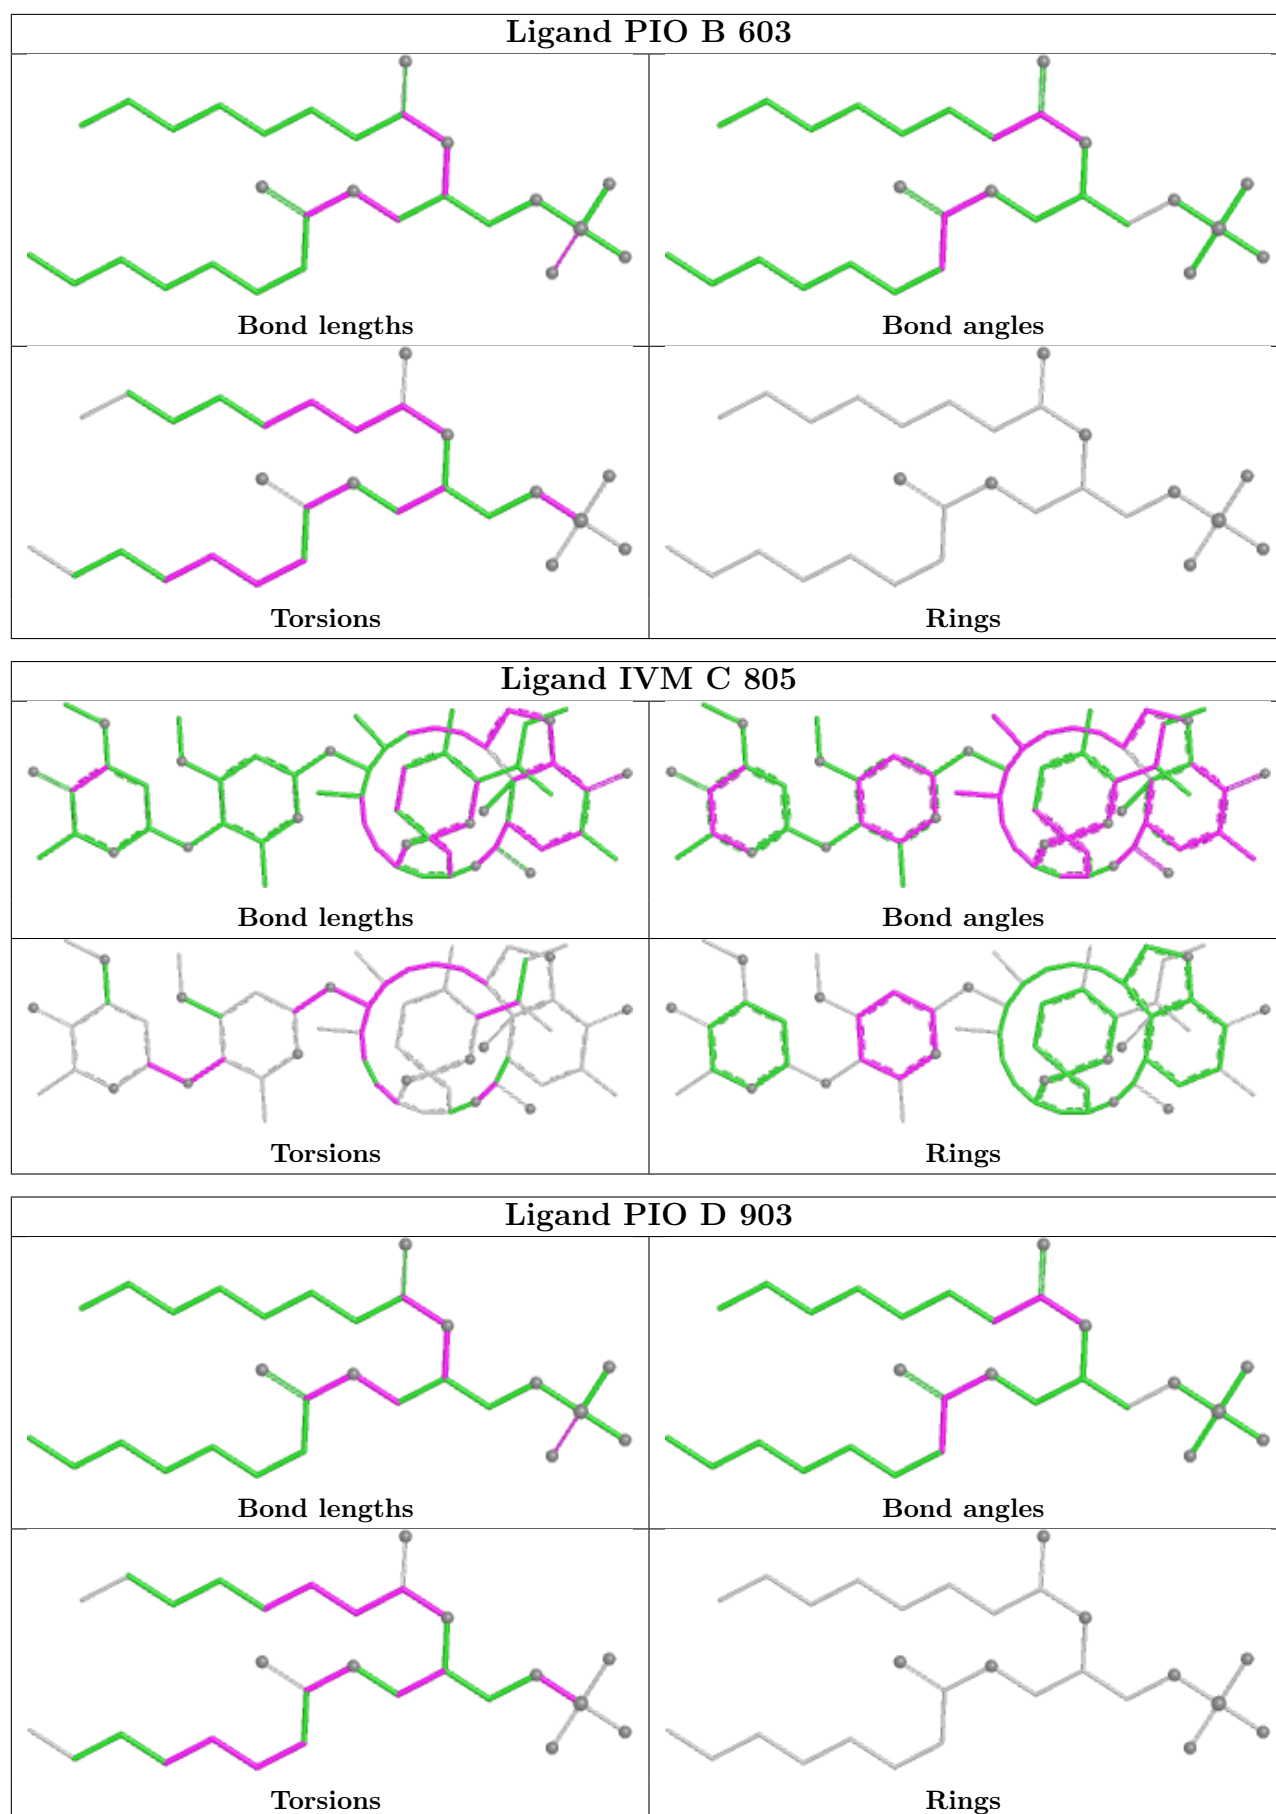 Ligand PIO B 603
Bond lengths
Bond angles
Torsions
Rings
Ligand IVM C 805
Bond lengths
Bond angles
Torsions
Rings
Ligand PIO D 903
Bond lengths
Bond angles
Torsions
Rings